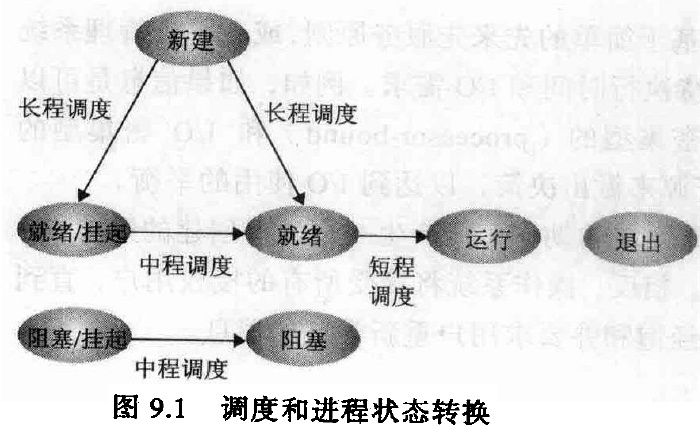 新建
长程调度
长程调度
就绪/挂起
就绪
运行
退出
中程调度
短程
调度
阻塞/挂起
阻塞
中程调度
图 9.1 调度和进程状态转换